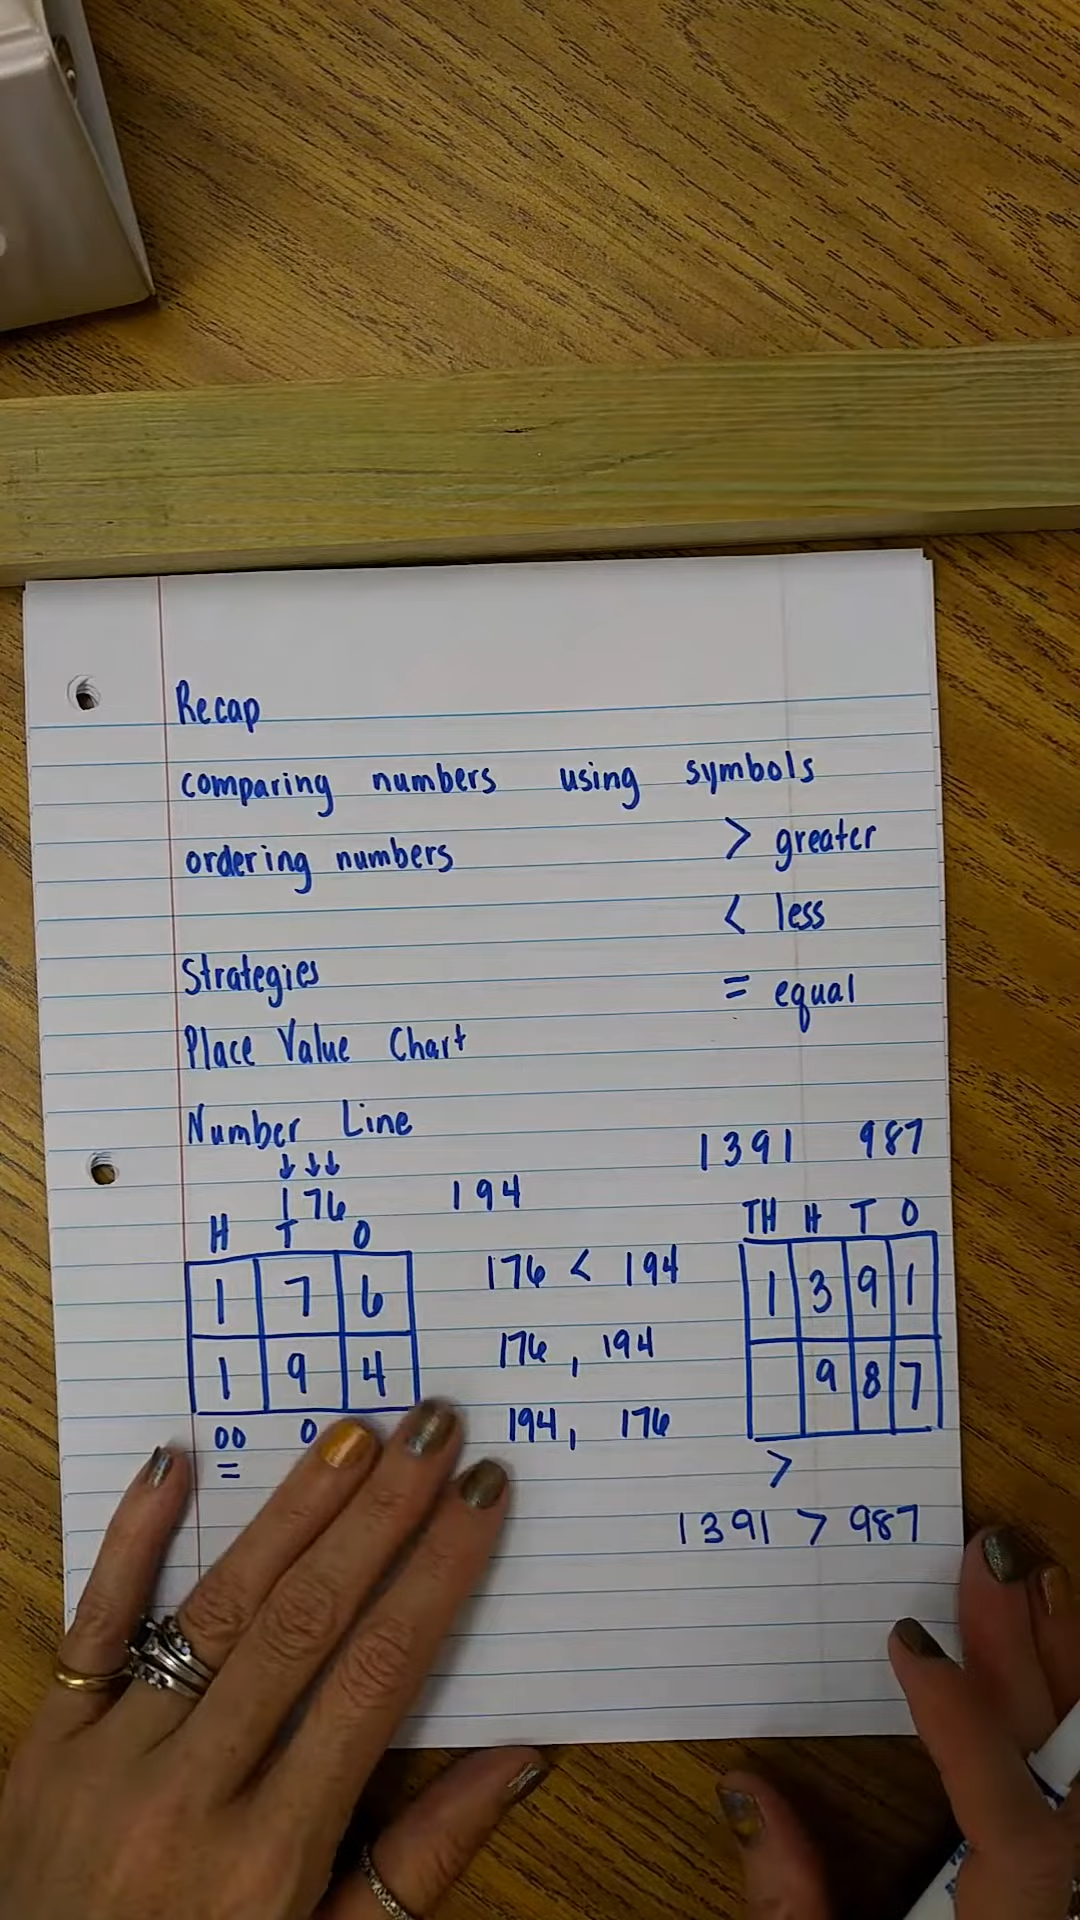 Recap
comparing numbers using symbols
ordering numbers > greater
< less
Strategies
= equal
Place Value Chart
Number Line
1391 987
↓↓↓
176 194
H T O
TH H T O
1 7 6
176 < 194
1 3 9 1
1 9 4
176, 194
9 8 7
00 0
194, 176
=
>
1391 > 987